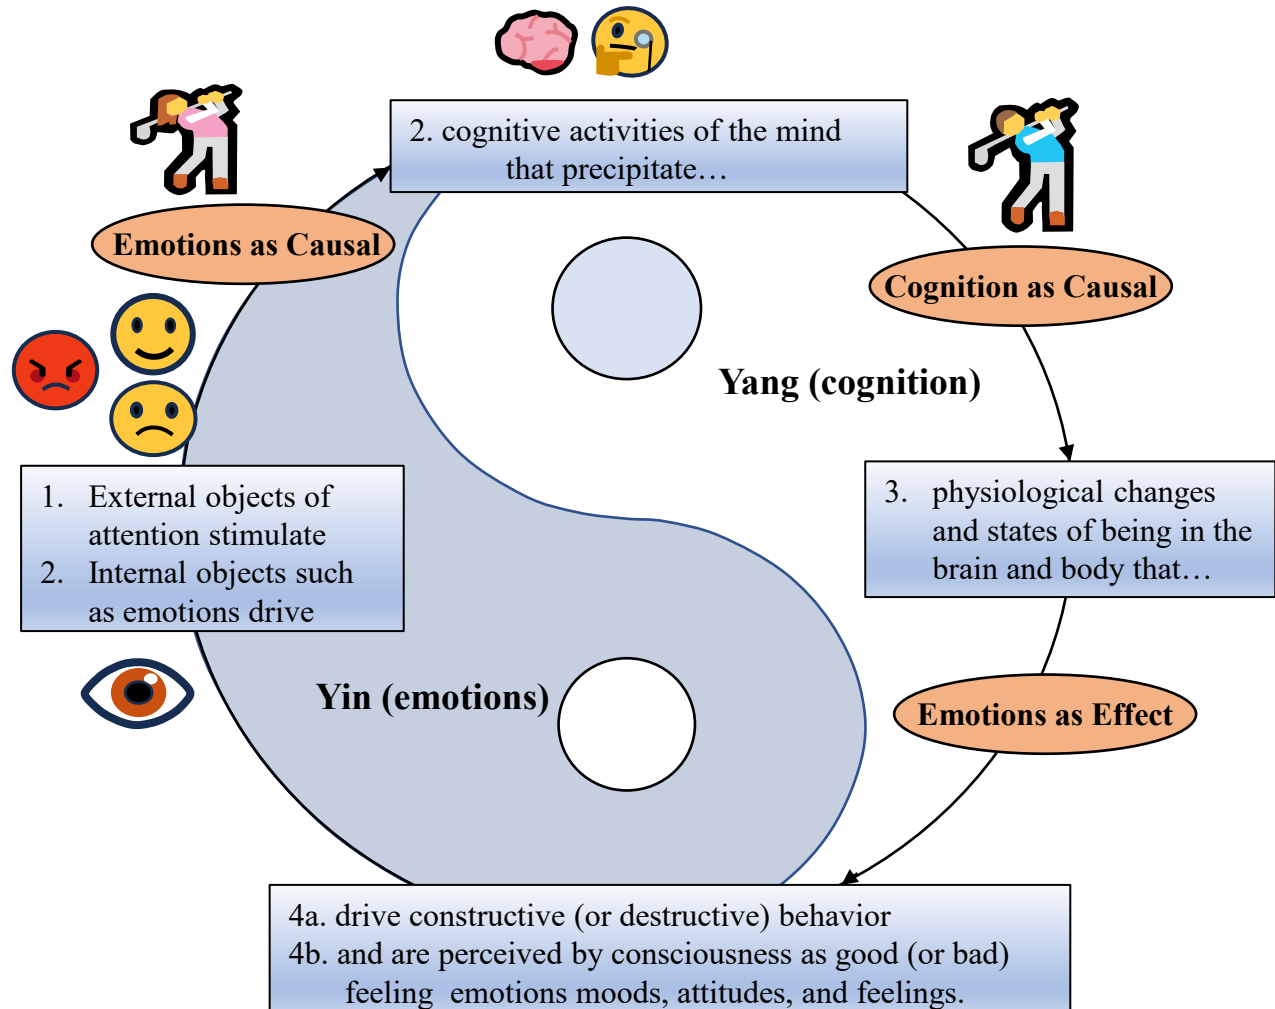 2. cognitive activities of the mind
that precipitate…
Emotions as Causal
Cognition as Causal
Yang (cognition)
1. External objects of
attention stimulate
2. Internal objects such
as emotions drive
3. physiological changes
and states of being in the
brain and body that…
Yin (emotions)
Emotions as Effect
4a. drive constructive (or destructive) behavior
4b. and are perceived by consciousness as good (or bad)
feeling emotions moods, attitudes, and feelings.